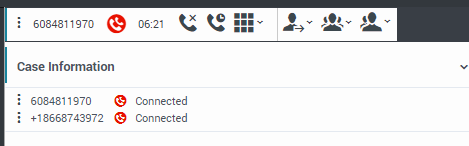 6084811970 06:21
Case Information
6084811970 Connected
+18668743972 Connected